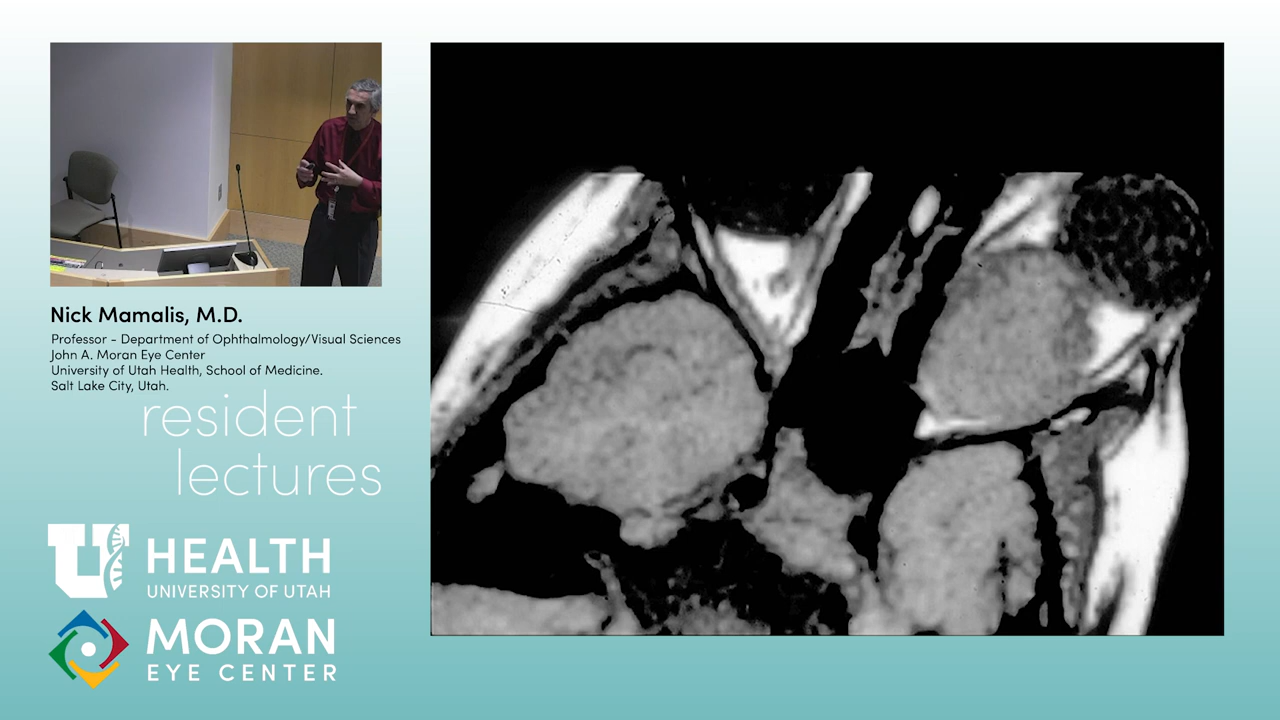 Nick Mamalis, M.D.
Professor - Department of Ophthalmology/Visual Sciences
John A. Moran Eye Center
University of Utah Health, School of Medicine.
Salt Lake City, Utah.
resident
lectures
U HEALTH
UNIVERSITY OF UTAH
MORAN
EYE CENTER